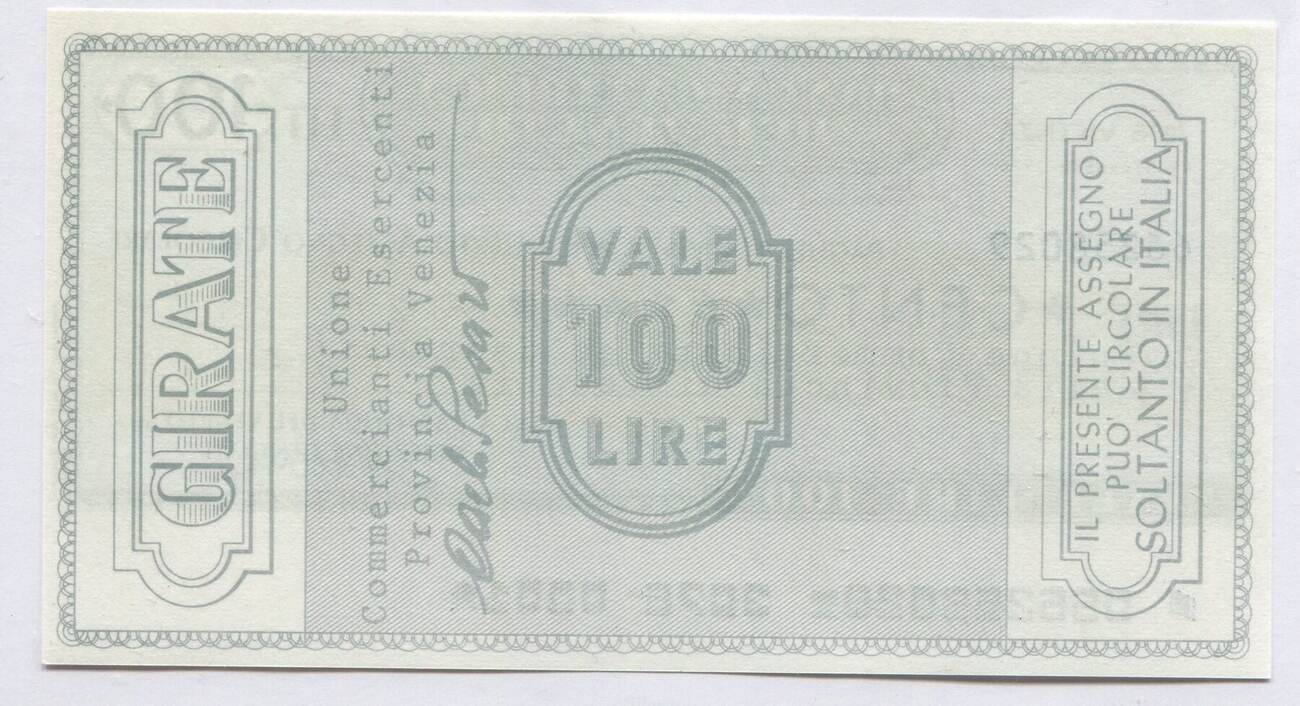 GIRATE
Unione
Commercianti Esercenti
Provincia Venezia
VALE
100
LIRE
IL PRESENTE ASSEGNO
PUO' CIRCOLARE
SOLTANTO IN ITALIA